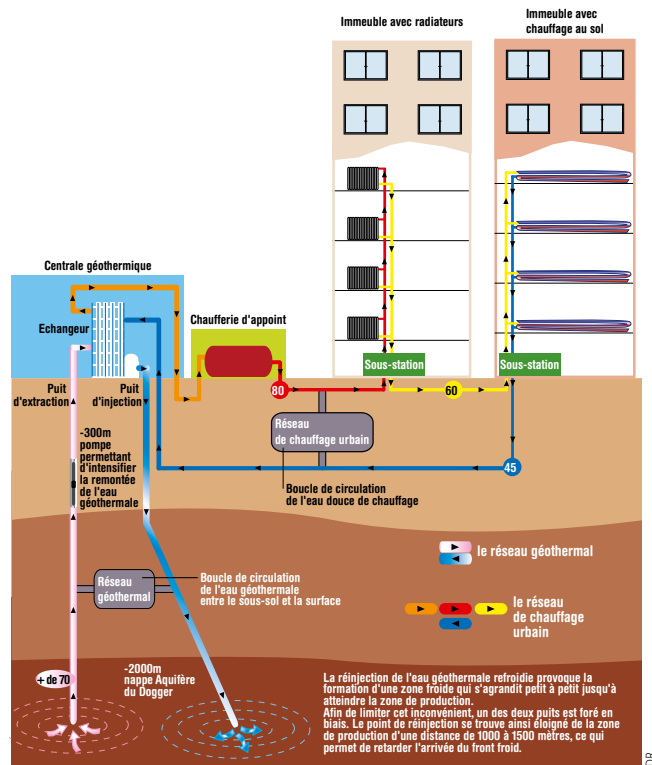 Immeuble avec radiateurs
Immeuble avec
chauffage au sol
Centrale géothermique
Echangeur
Chaufferie d'appoint
Sous-station
Sous-station
Puit
d'extraction
Puit
d'injection
80
60
45
Réseau
de chauffage urbain
-300m
pompe
permettant
d'intensifier
la remontée
de l'eau
géothermale
Boucle de circulation
de l'eau douce de chauffage
le réseau géothermal
Réseau
géothermal
Boucle de circulation
de l'eau géothermale
entre le sous-sol et la surface
le réseau
de chauffage
urbain
+ de 70
-2000m
nappe Aquifère
du Dogger
La réinjection de l'eau géothermale refroidie provoque la
formation d'une zone froide qui s'agrandit petit à petit jusqu'à
atteindre la zone de production.
Afin de limiter cet inconvénient, un des deux puits est foré en
biais. Le point de réinjection se trouve ainsi éloigné de la zone
de production d'une distance de 1000 à 1500 mètres, ce qui
permet de retarder l'arrivée du front froid.